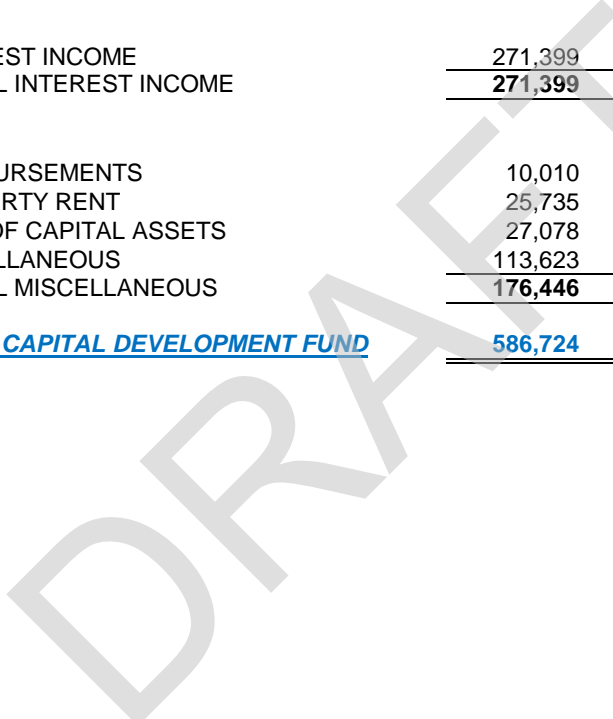 EST INCOME 271,399
L INTEREST INCOME 271,399
URSEMENTS 10,010
RTY RENT 25,735
OF CAPITAL ASSETS 27,078
LLANEOUS 113,623
L MISCELLANEOUS 176,446
CAPITAL DEVELOPMENT FUND 586,724
DRAFT